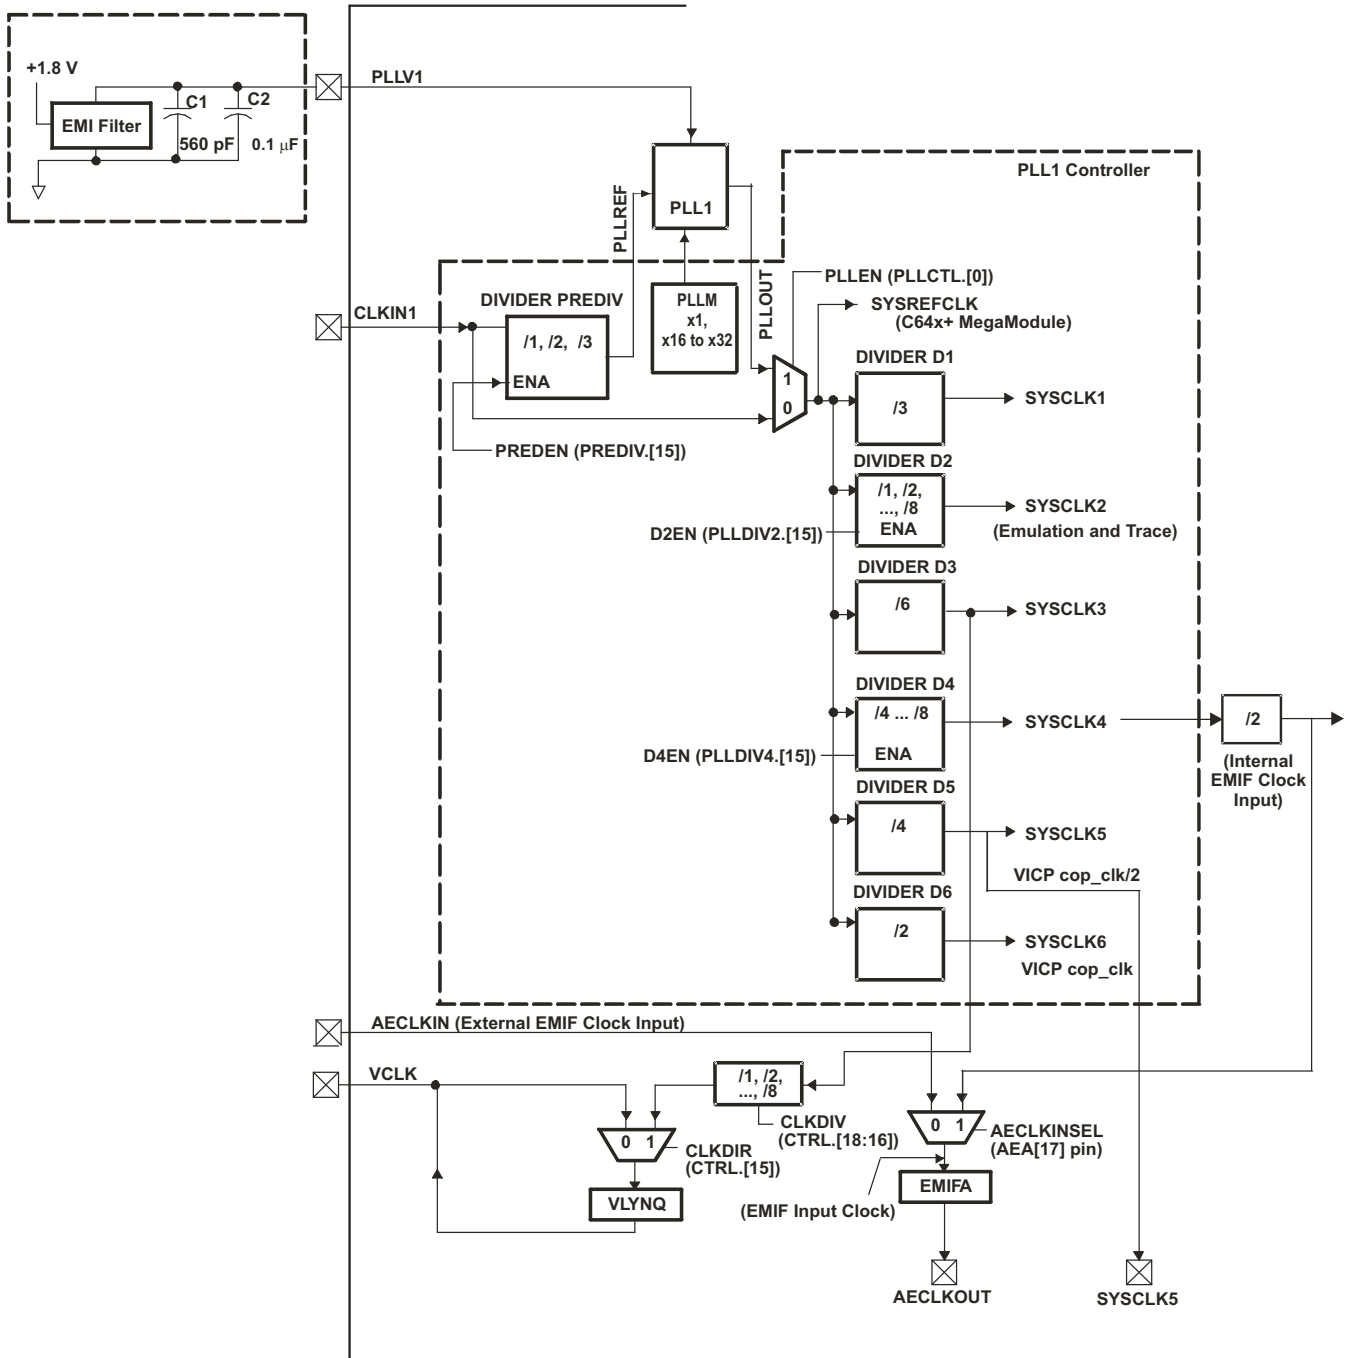 +1.8 V
EMI Filter
C1
C2
560 pF
0.1 μF
PLLV1
PLL1 Controller
PLLREF
PLL1
PLLOUT
PLLEN (PLLCTL.[0])
CLKIN1
DIVIDER PREDIV
/1, /2, /3
ENA
PLLM
x1,
x16 to x32
SYSREFCLK
(C64x+ MegaModule)
1
0
PREDEN (PREDIV.[15])
DIVIDER D1
/3
SYSCLK1
DIVIDER D2
/1, /2,
..., /8
ENA
SYSCLK2
(Emulation and Trace)
D2EN (PLLDIV2.[15])
DIVIDER D3
/6
SYSCLK3
DIVIDER D4
/4 ... /8
ENA
SYSCLK4
D4EN (PLLDIV4.[15])
/2
(Internal
EMIF Clock
Input)
DIVIDER D5
/4
SYSCLK5
VICP cop_clk/2
DIVIDER D6
/2
SYSCLK6
VICP cop_clk
AECLKIN (External EMIF Clock Input)
VCLK
/1, /2,
..., /8
CLKDIV
(CTRL.[18:16])
0 1
CLKDIR
(CTRL.[15])
VLYNQ
0 1
AECLKINSEL
(AEA[17] pin)
EMIFA
(EMIF Input Clock)
AECLKOUT
SYSCLK5